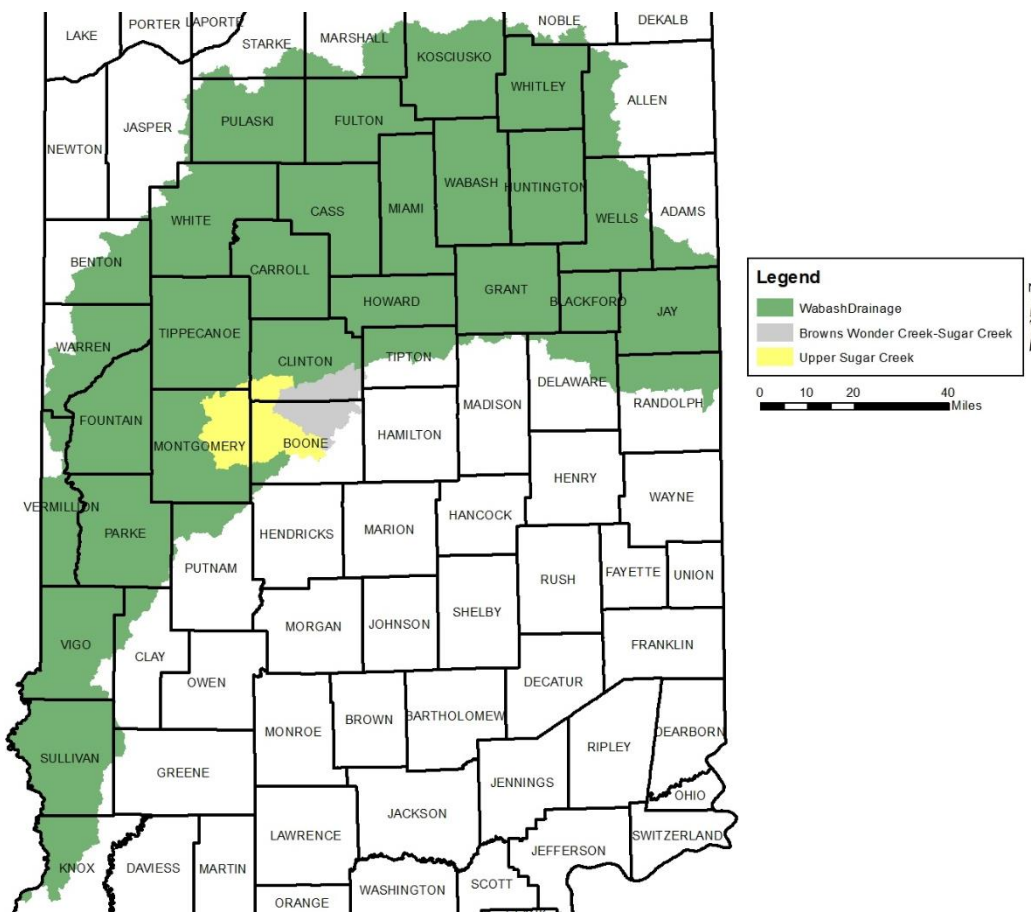 NOBLE
DEKALB
PORTER
LAPORTE
LAKE
STARKE
MARSHALL
KOSCIUSKO
WHITLEY
ALLEN
JASPER
PULASKI
FULTON
NEWTON
WABASH
HUNTINGTON
MIAMI
CASS
WHITE
WELLS
ADAMS
BENTON
CARROLL
HOWARD
GRANT
BLACKFORD
JAY
TIPPECANOE
WARREN
CLINTON
TIPTON
DELAWARE
RANDOLPH
MADISON
FOUNTAIN
MONTGOMERY
BOONE
HAMILTON
HENRY
WAYNE
VERMILLION
PARKE
HENDRICKS
MARION
HANCOCK
PUTNAM
RUSH
FAYETTE
UNION
MORGAN
JOHNSON
SHELBY
VIGO
CLAY
OWEN
FRANKLIN
DECATUR
MONROE
BROWN
BARTHOLOMEW
DEARBORN
RIPLEY
SULLIVAN
GREENE
JENNINGS
OHIO
JACKSON
LAWRENCE
SWITZERLAND
JEFFERSON
KNOX
DAVIESS
MARTIN
WASHINGTON
SCOTT
ORANGE
Legend
WabashDrainage
Browns Wonder Creek-Sugar Creek
Upper Sugar Creek
0 10 20 40
Miles